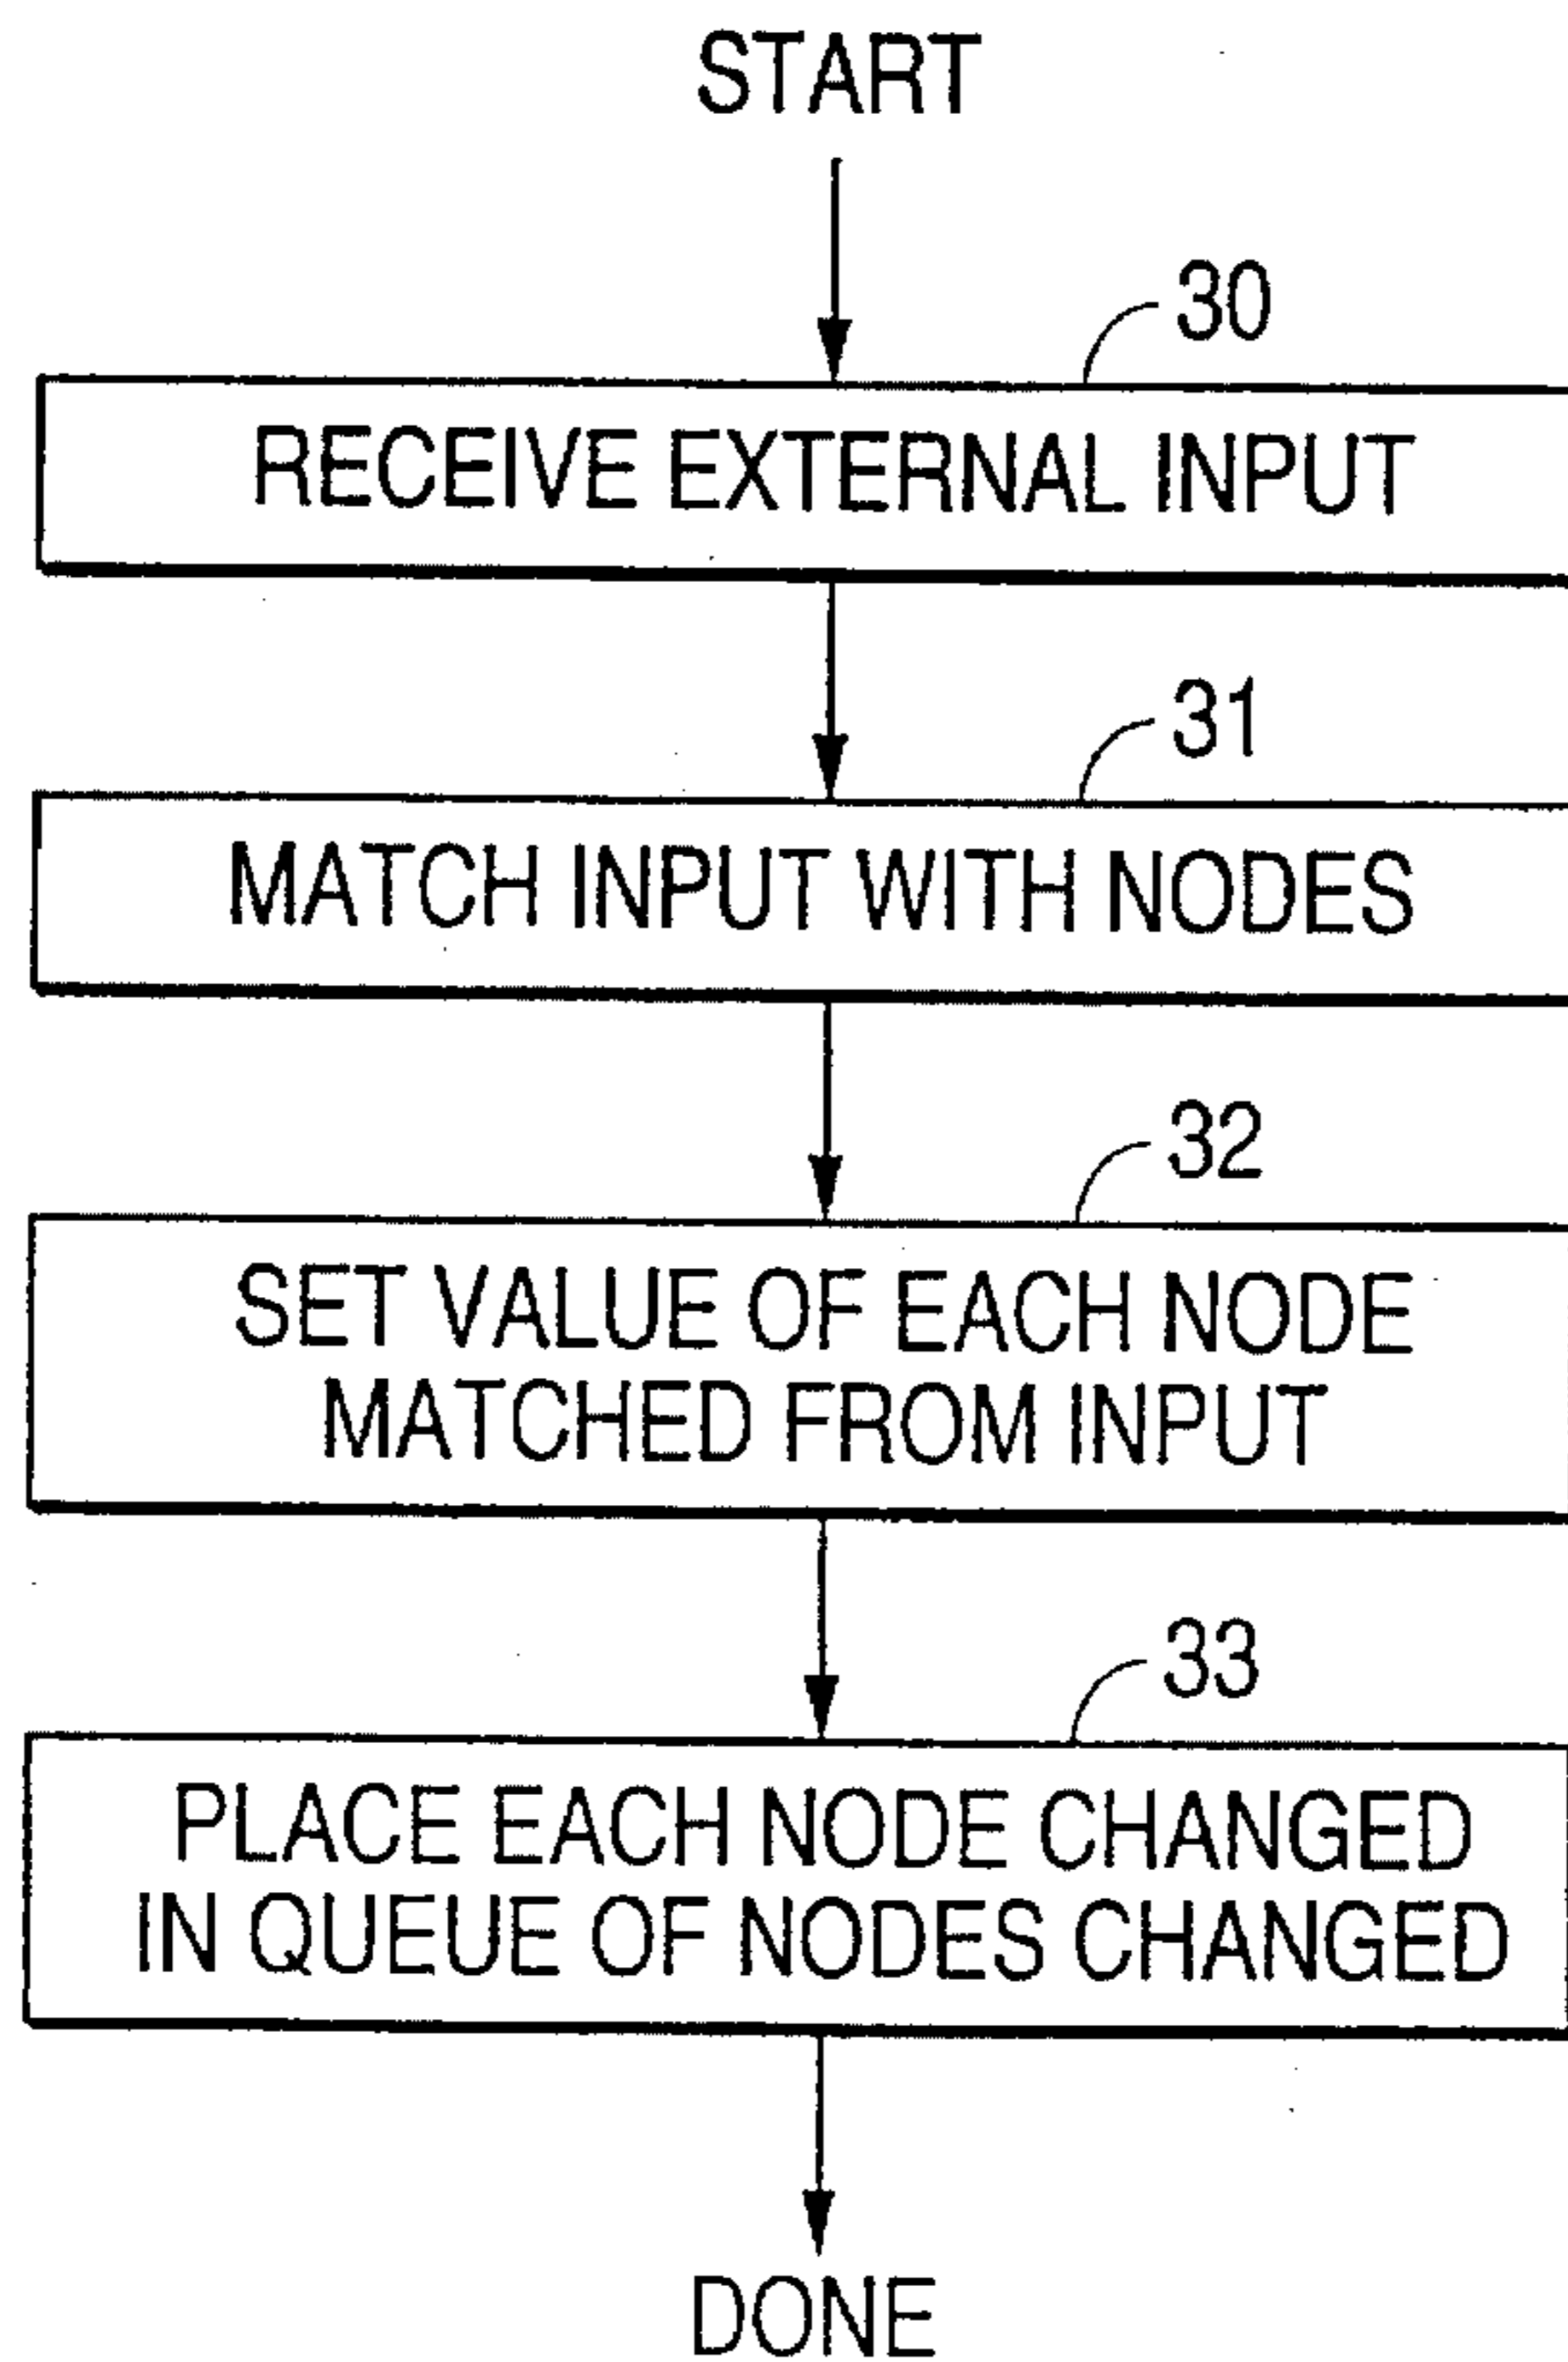 START
30
RECEIVE EXTERNAL INPUT
31
MATCH INPUT WITH NODES
32
SET VALUE OF EACH NODE
MATCHED FROM INPUT
33
PLACE EACH NODE CHANGED
IN QUEUE OF NODES CHANGED
DONE